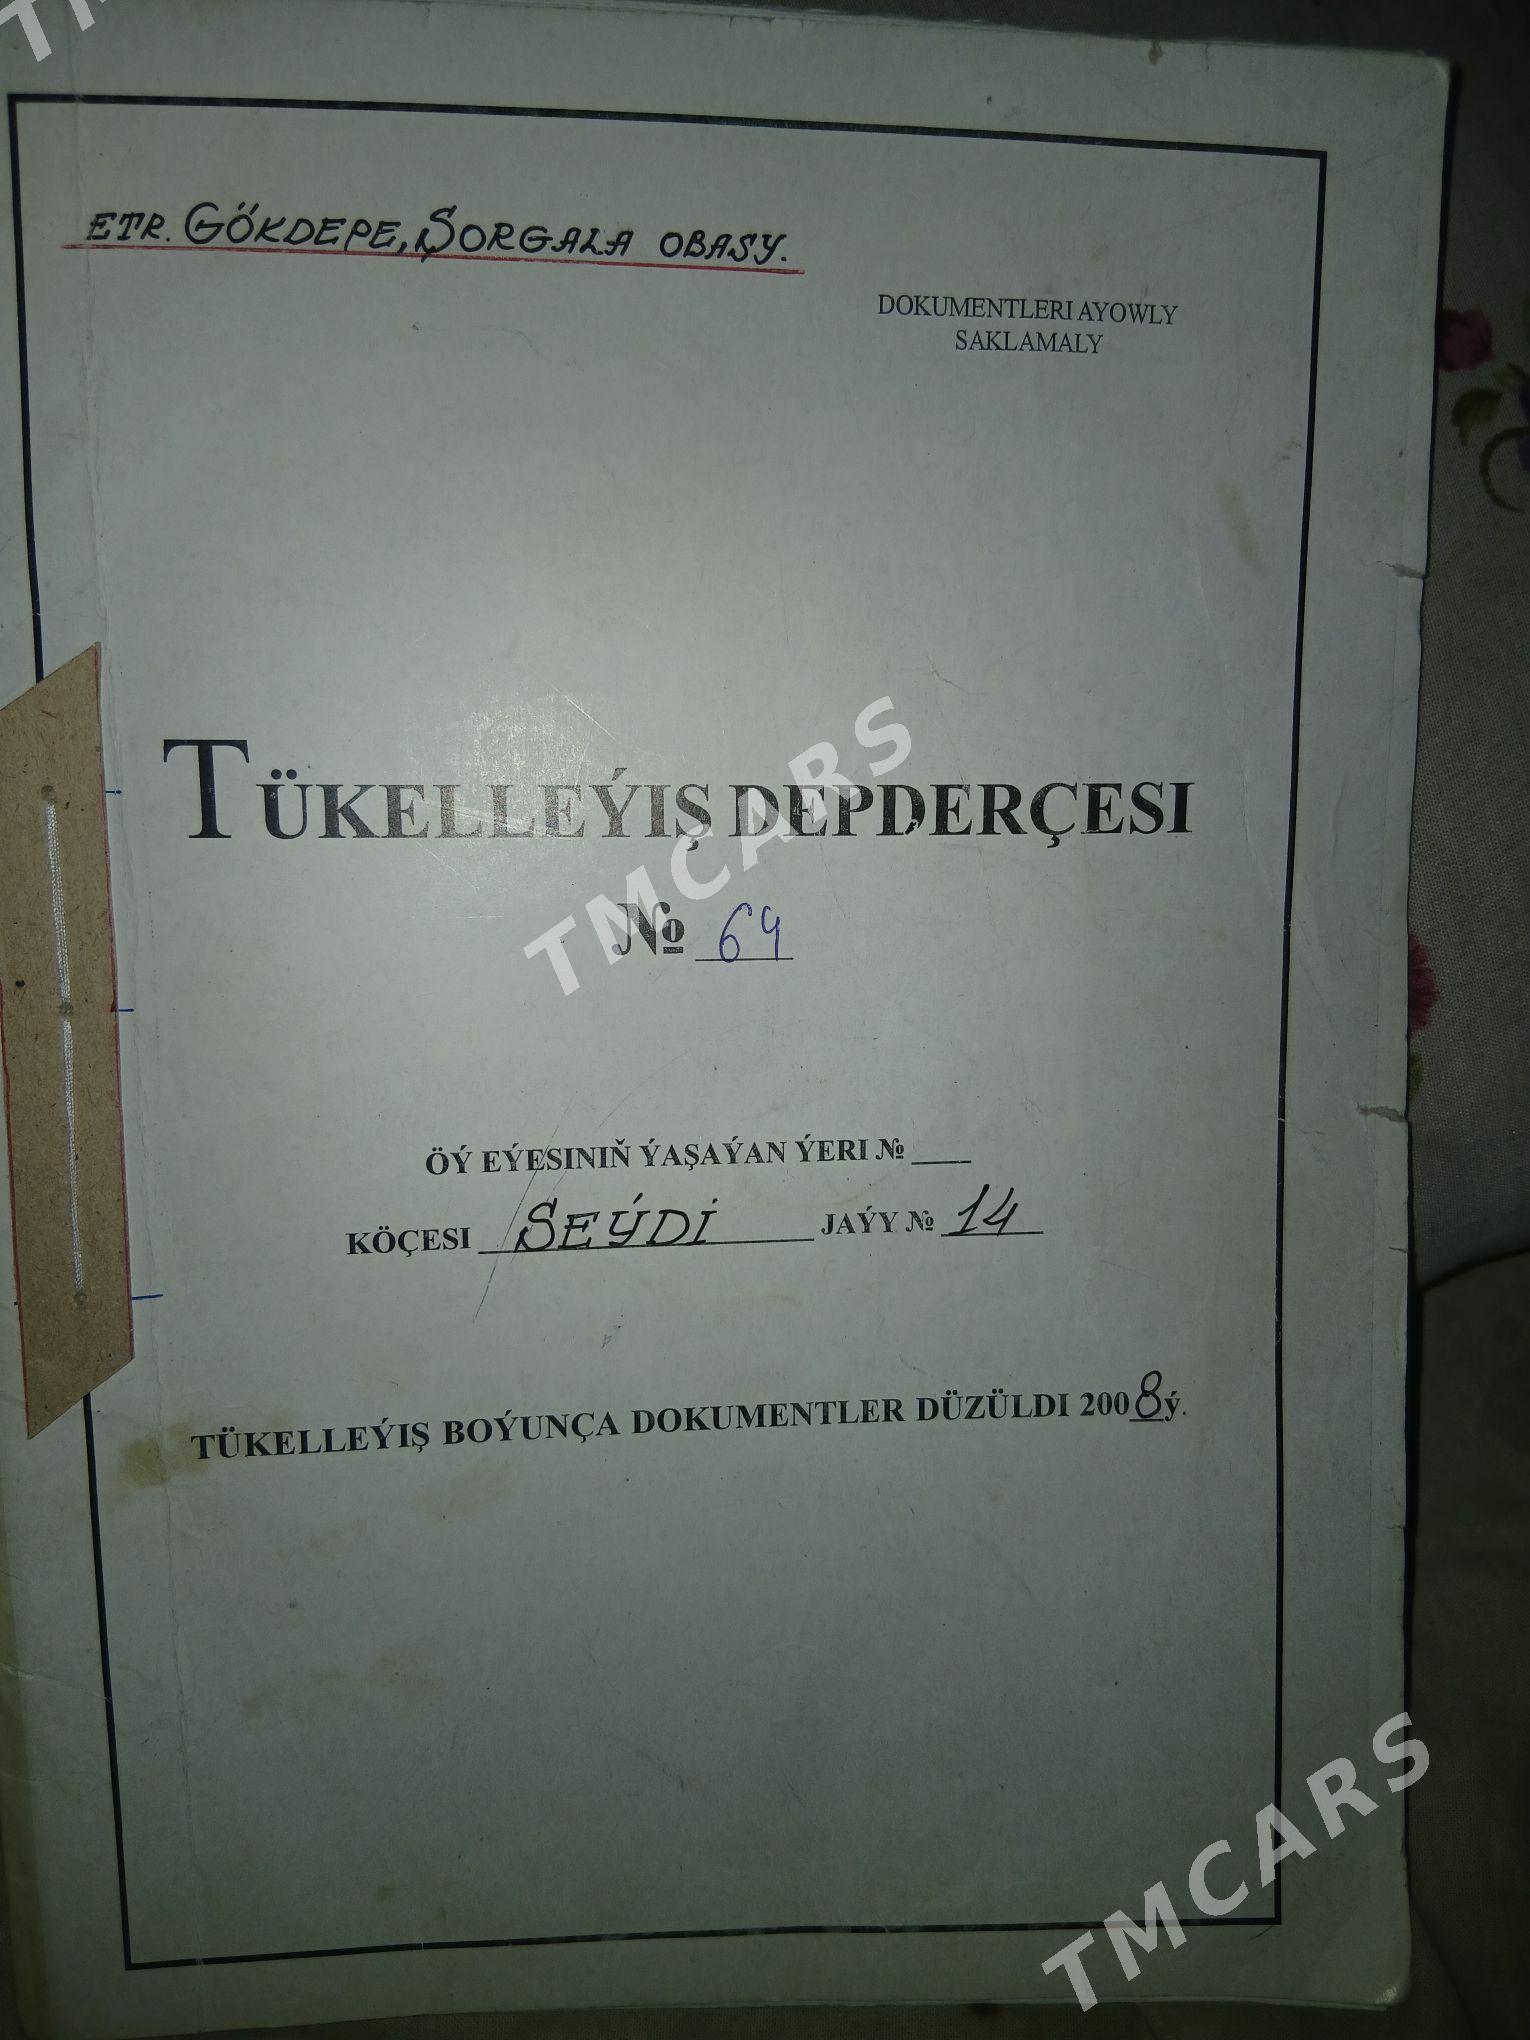 ETR. GÖKDEPE, ŞORGALA OBASY.
DOKUMENTLERI AYOWLY
SAKLAMALY
TÜKELLEÝIŞ DEPDERÇESI
№ 64
ÖÝ EÝESINIŇ ÝAŞAÝAN ÝERI №
KÖÇESI ŞEÝDİ JAÝY № 14
TÜKELLEÝIŞ BOÝUNÇA DOKUMENTLER DÜZÜLDI 2008ý.
TMCARS
TMCARS